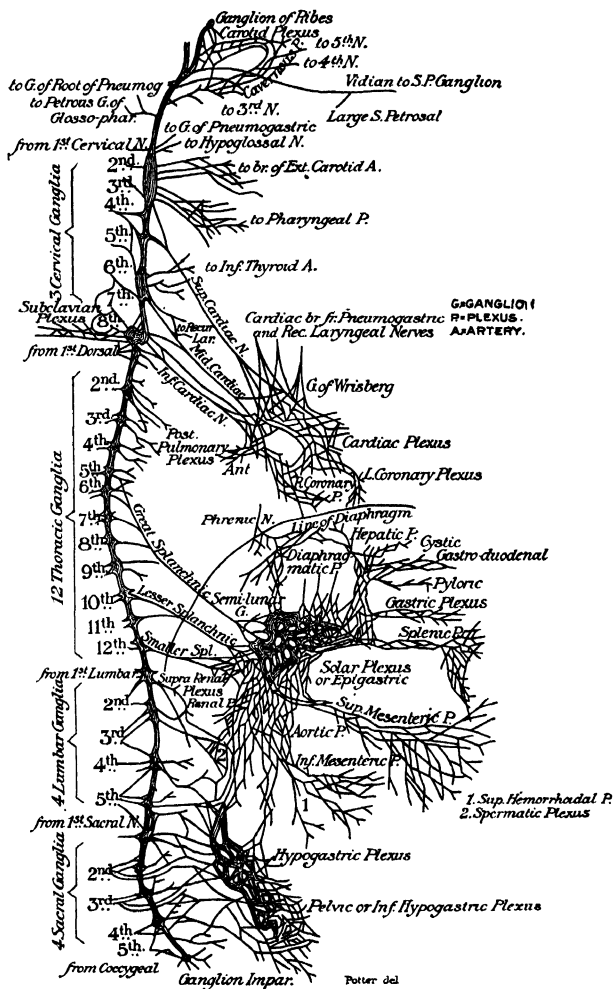 Ganglion of Ribes
Carotid Plexus
to 5th N.
to 4th N.
Cavernous P.
Vidian to S.P. Ganglion
to G. of Root of Pneumog
to Petrous G. of
Glosso-phar.
to 3rd N.
Large S. Petrosal
to G. of Pneumogastric
to Hypoglossal N.
from 1st Cervical N.
2nd.
to br. of Ext. Carotid A.
3rd
4th
to Pharyngeal P.
5th
3 Cervical Ganglia
6th
to Inf. Thyroid A.
7th
Sup. Cardiac N.
Subclavian
Plexus
8th
to Recur
Lar.
Mid. Cardiac
Cardiac br fr. Pneumogastric
and Rec. Laryngeal Nerves
G=GANGLION
P=PLEXUS.
A=ARTERY.
from 1st Dorsal
Inf. Cardiac N.
2nd.
G. of Wrisberg
3rd
4th
Post.
Pulmonary
Plexus
Ant
Cardiac Plexus
5th
6th
R. Coronary
P.
L. Coronary Plexus
12 Thoracic Ganglia
7th
Great Splanchnic
Phrenic N.
Line of Diaphragm
8th
Hepatic P.
Cystic
Diaphrag
matic P.
Gastro-duodenal
9th
Pyloric
10th
Lesser Splanchnic
Semi-lunar
G.
Gastric Plexus
11th
12th
Smaller Spl.
Splenic P.
Solar Plexus
or Epigastric
from 1st Lumbar
Supra Renal
Plexus
Renal P.
2nd
Sup. Mesenteric P.
4 Lumbar Ganglia
3rd
Aortic P.
4th
2
Inf. Mesenteric P.
5th
1
1. Sup. Hemorrhoidal P.
2. Spermatic Plexus
from 1st Sacral N.
4 Sacral Ganglia
2nd
Hypogastric Plexus
3rd
Pelvic or Inf. Hypogastric Plexus
4th
5th.
from Coccygeal
Ganglion Impar.
Potter del